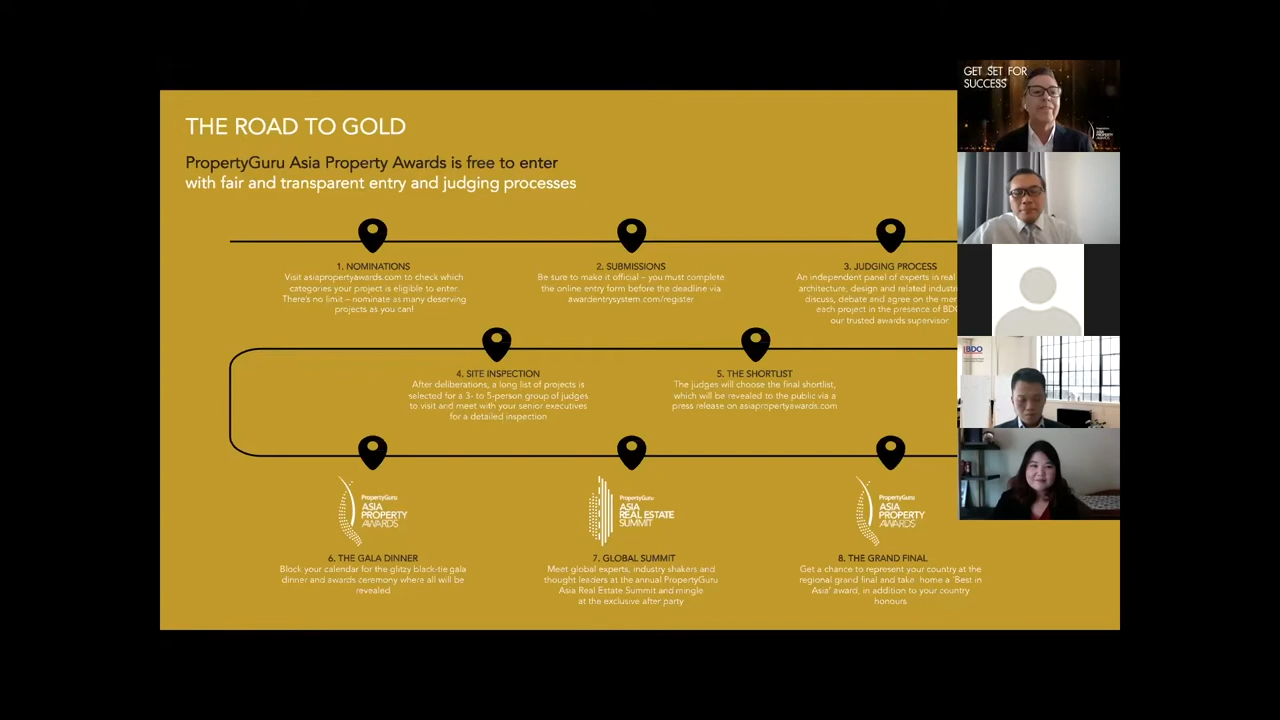 THE ROAD TO GOLD
PropertyGuru Asia Property Awards is free to enter
with fair and transparent entry and judging processes
1. NOMINATIONS
Visit asiapropertyawards.com to check which
categories your project is eligible to enter.
There's no limit – nominate as many deserving
projects as you can!
2. SUBMISSIONS
Be sure to make it official – you must complete
the online entry form before the deadline via
awardentrysystem.com/register
3. JUDGING PROCESS
An independent panel of experts in real
architecture, design and related
discuss, debate and agree on the
each project in the presence of
our trusted awards supervisor.
4. SITE INSPECTION
After deliberations, a long list of projects is
selected for a 3- to 5-person group of judges
to visit and meet with your senior executives
for a detailed inspection
5. THE SHORTLIST
The judges will choose the final shortlist,
which will be revealed to the public via a
press release on asiapropertyawards.com
PropertyGuru
ASIA
PROPERTY
AWARDS
6. THE GALA DINNER
Block your calendar for the glitzy black-tie gala
dinner and awards ceremony where all will be
revealed
PropertyGuru
ASIA
REAL ESTATE
SUMMIT
7. GLOBAL SUMMIT
Meet global experts, industry shakers and
thought leaders at the annual PropertyGuru
Asia Real Estate Summit and mingle
at the exclusive after party
PropertyGuru
ASIA
PROPERTY
AWARDS
8. THE GRAND FINAL
Get a chance to represent your country at the
regional grand final and take home a 'Best in
Asia' award, in addition to your country
honours
GET SET FOR
SUCCESS
ASIA
PROPERTY
AWARDS
BDO